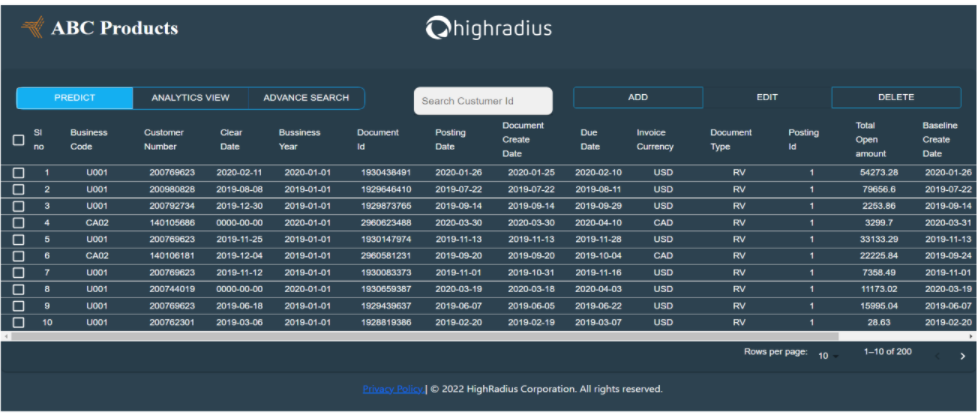 ABC Products highradius
PREDICT ANALYTICS VIEW ADVANCE SEARCH Search Custumer Id ADD EDIT DELETE
Sl no Business Code Customer Number Clear Date Bussiness Year Document Id Posting Date Document Create Date Due Date Invoice Currency Document Type Posting Id Total Open amount Baseline Create Date
1 U001 200769623 2020-02-11 2020-01-01 1930438491 2020-01-26 2020-01-25 2020-02-10 USD RV 1 54273.28 2020-01-26
2 U001 200980828 2019-08-08 2019-01-01 1929646410 2019-07-22 2019-07-22 2019-08-11 USD RV 1 79656.6 2019-07-22
3 U001 200792734 2019-12-30 2019-01-01 1929873765 2019-09-14 2019-09-14 2019-09-29 USD RV 1 2253.86 2019-09-14
4 CA02 140105686 0000-00-00 2020-01-01 2960623488 2020-03-30 2020-03-30 2020-04-10 CAD RV 1 3299.7 2020-03-31
5 U001 200769623 2019-11-25 2019-01-01 1930147974 2019-11-13 2019-11-13 2019-11-28 USD RV 1 33133.29 2019-11-13
6 CA02 140106181 2019-12-04 2019-01-01 2960581231 2019-09-20 2019-09-20 2019-10-04 CAD RV 1 22225.84 2019-09-24
7 U001 200769623 2019-11-12 2019-01-01 1930083373 2019-11-01 2019-10-31 2019-11-16 USD RV 1 7358.49 2019-11-01
8 U001 200744019 0000-00-00 2020-01-01 1930659387 2020-03-19 2020-03-18 2020-04-03 USD RV 1 11173.02 2020-03-19
9 U001 200769623 2019-06-18 2019-01-01 1929439637 2019-06-07 2019-06-05 2019-06-22 USD RV 1 15995.04 2019-06-07
10 U001 200762301 2019-03-06 2019-01-01 1928819386 2019-02-20 2019-02-19 2019-03-07 USD RV 1 28.63 2019-02-20
Rows per page: 10 1–10 of 200
Privacy Policy | © 2022 HighRadius Corporation. All rights reserved.